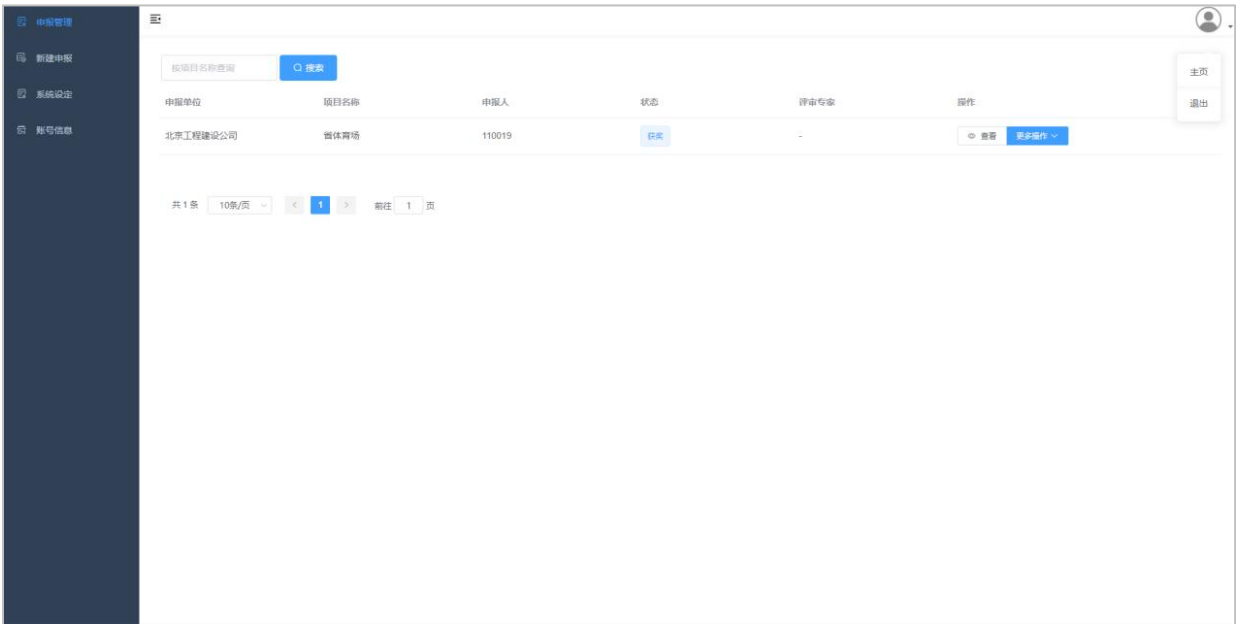 申报管理
新建申报
系统设定
账号信息
按项目名称查询 搜索
主页
退出
申报单位 项目名称 申报人 状态 评审专家 操作
北京工程建设公司 省体育场 110019 获奖 - 查看 更多操作
共1条 10条/页 < 1 > 前往 1 页